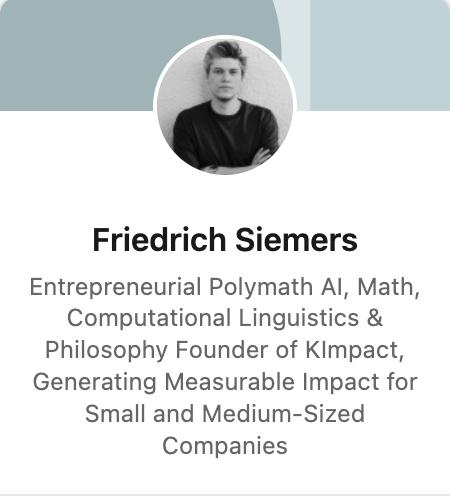 Friedrich Siemers
Entrepreneurial Polymath AI, Math,
Computational Linguistics &
Philosophy Founder of KImpact,
Generating Measurable Impact for
Small and Medium-Sized
Companies